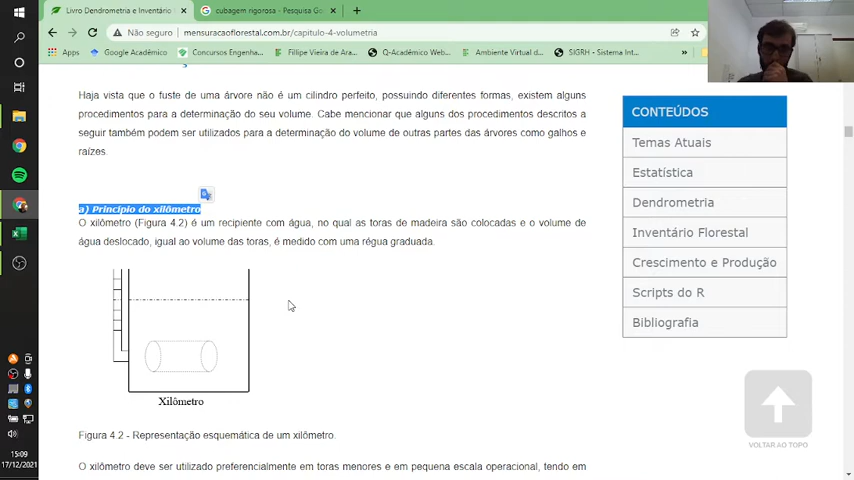 Livro Dendrometria e Inventário
cubagem rigorosa - Pesquisa Go
Não seguro
mensuracaoflorestal.com.br/capitulo-4-volumetria
Apps
Google Acadêmico
Concursos Engenha...
Fillipe Vieira de Ara...
Q-Acadêmico Web
Ambiente Virtual d...
SIGRH - Sistema Int...
»
Haja vista que o fuste de uma árvore não é um cilindro perfeito, possuindo diferentes formas, existem alguns
procedimentos para a determinação do seu volume. Cabe mencionar que alguns dos procedimentos descritos a
seguir também podem ser utilizados para a determinação do volume de outras partes das árvores como galhos e
raízes.
a) Princípio do xilômetro
O xilômetro (Figura 4.2) é um recipiente com água, no qual as toras de madeira são colocadas e o volume de
água deslocado, igual ao volume das toras, é medido com uma régua graduada.
Xilômetro
Figura 4.2 - Representação esquemática de um xilômetro.
O xilômetro deve ser utilizado preferencialmente em toras menores e em pequena escala operacional, tendo em
CONTEÚDOS
Temas Atuais
Estatística
Dendrometria
Inventário Florestal
Crescimento e Produção
Scripts do R
Bibliografia
VOLTAR AO TOPO
15:09
17/12/2021